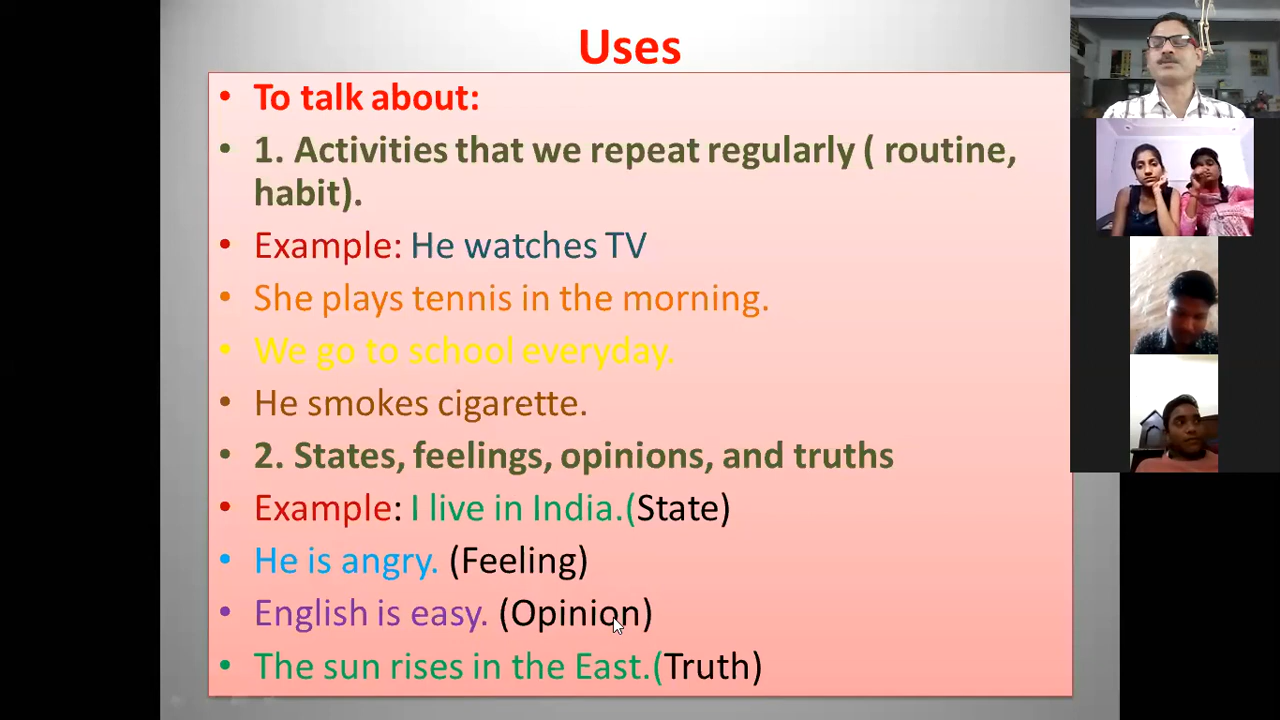 Uses
• To talk about:
• 1. Activities that we repeat regularly ( routine,
habit).
• Example: He watches TV
• She plays tennis in the morning.
• We go to school everyday.
• He smokes cigarette.
• 2. States, feelings, opinions, and truths
• Example: I live in India.(State)
• He is angry. (Feeling)
• English is easy. (Opinion)
• The sun rises in the East.(Truth)